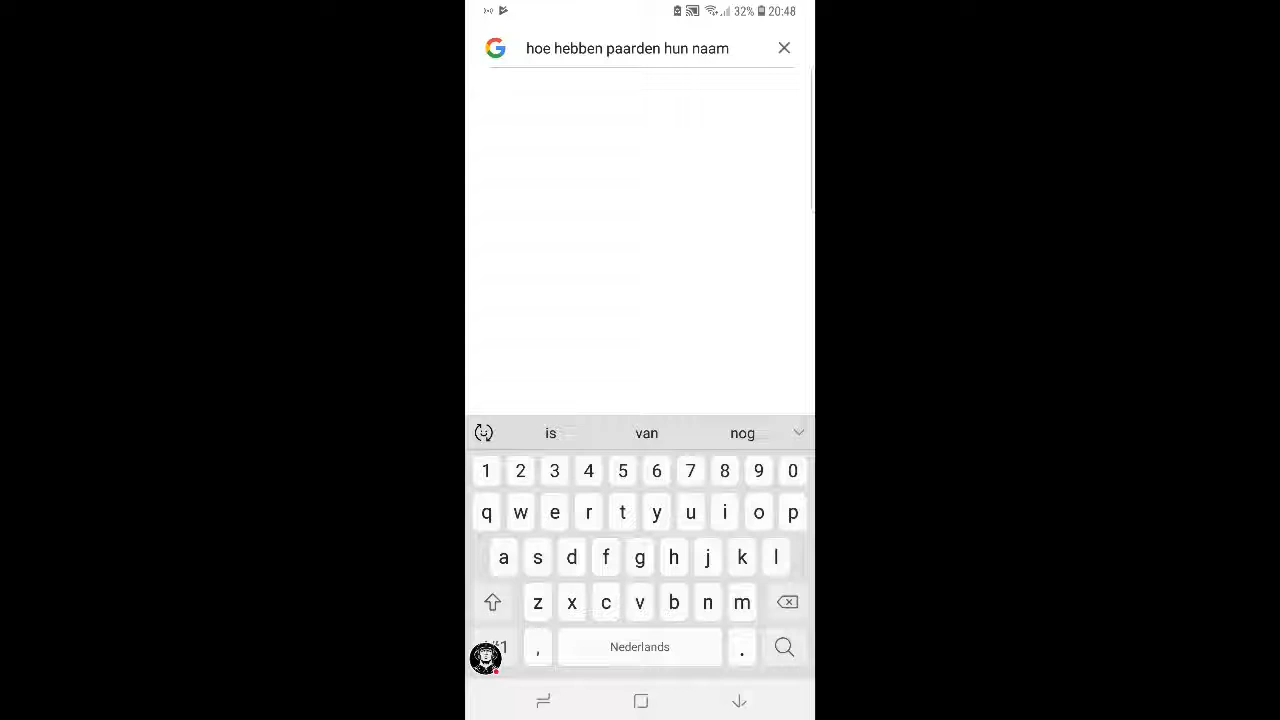 32% 20:48
hoe hebben paarden hun naam
is van nog
1 2 3 4 5 6 7 8 9 0
q w e r t y u i o p
a s d f g h j k l
z x c v b n m
, Nederlands .